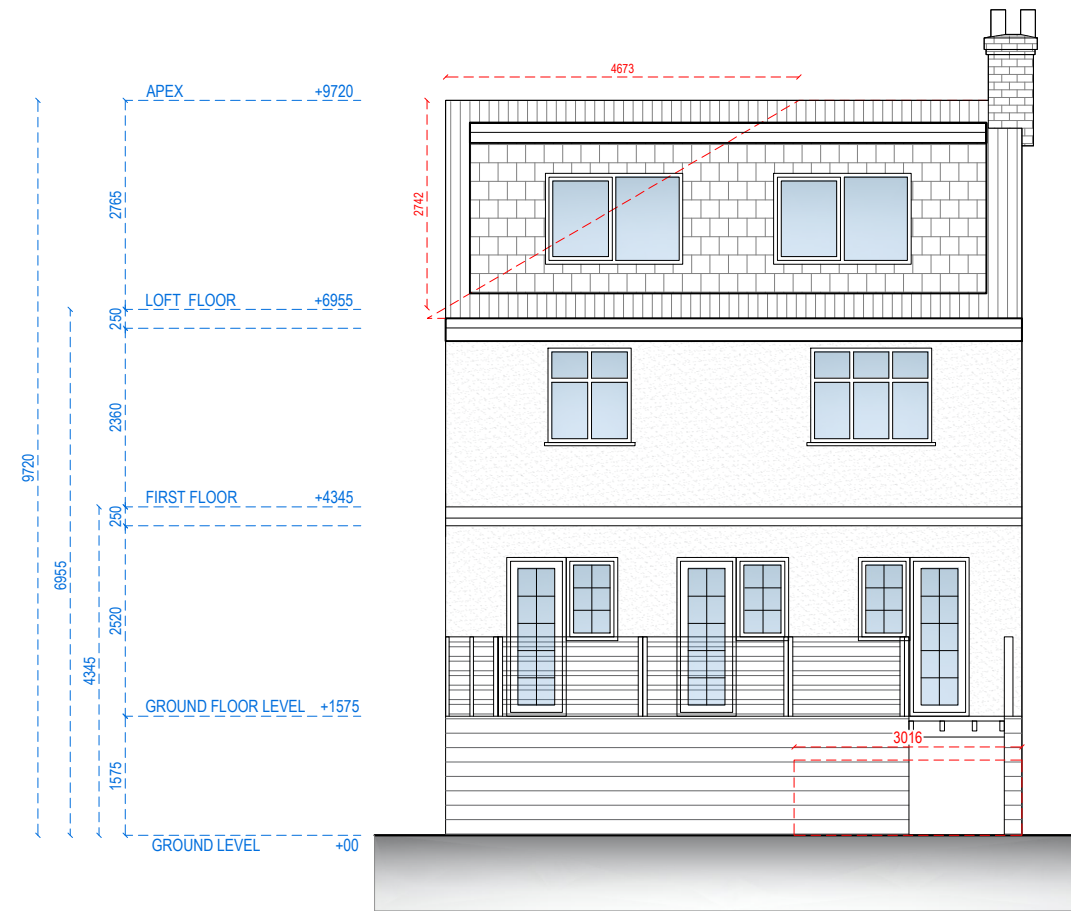 4673
APEX +9720
2765
2742
LOFT FLOOR +6955
250
2360
9720
FIRST FLOOR +4345
250
6955
2520
4345
GROUND FLOOR LEVEL +1575
3016
1575
GROUND LEVEL +00